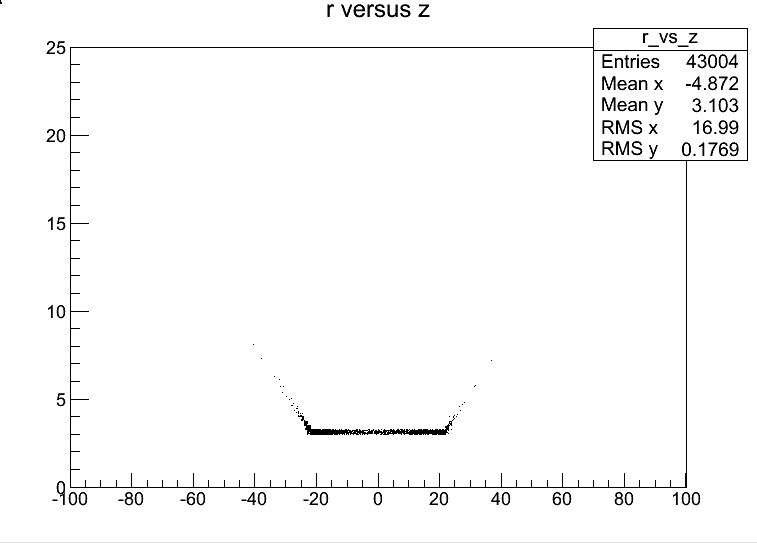 r versus z
r_vs_z
Entries 43004
Mean x -4.872
Mean y 3.103
RMS x 16.99
RMS y 0.1769
25
20
15
10
5
0
-100 -80 -60 -40 -20 0 20 40 60 80 100